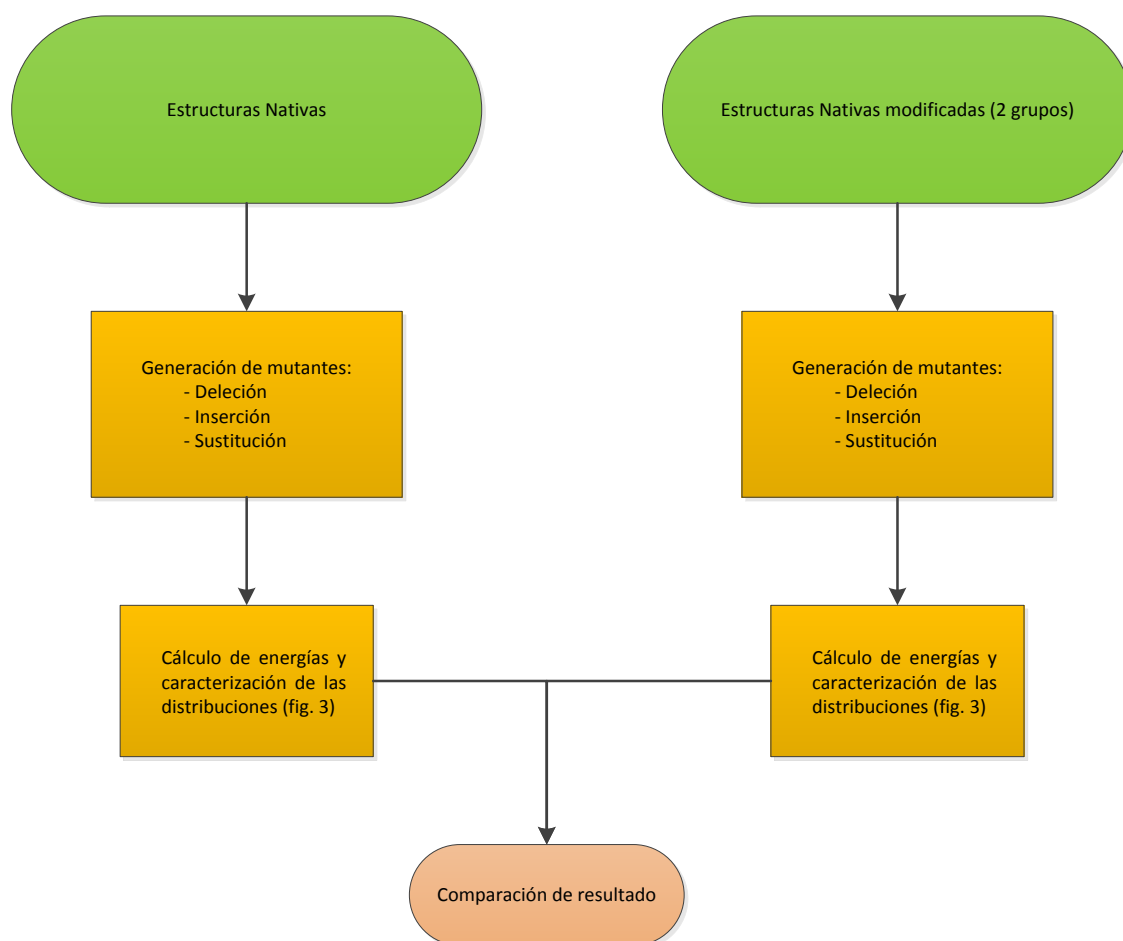 Estructuras Nativas
Estructuras Nativas modificadas (2 grupos)
Generación de mutantes:
- Deleción
- Inserción
- Sustitución
Generación de mutantes:
- Deleción
- Inserción
- Sustitución
Cálculo de energías y
caracterización de las
distribuciones (fig. 3)
Cálculo de energías y
caracterización de las
distribuciones (fig. 3)
Comparación de resultado